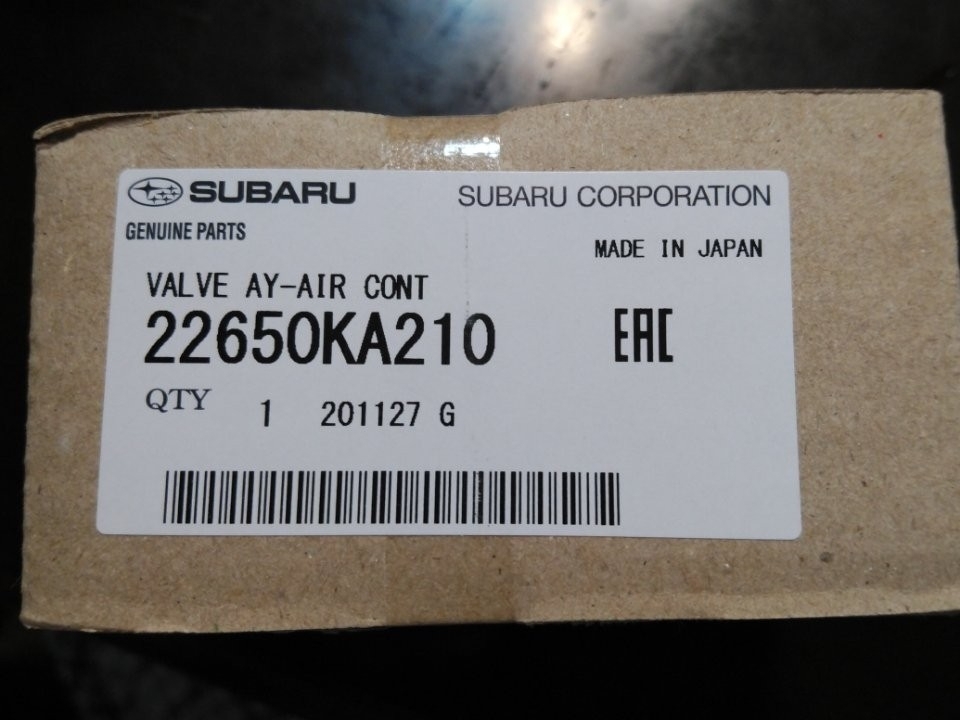 SUBARU SUBARU CORPORATION
GENUINE PARTS
MADE IN JAPAN
VALVE AY-AIR CONT
22650KA210 EAC
QTY 1 201127 G